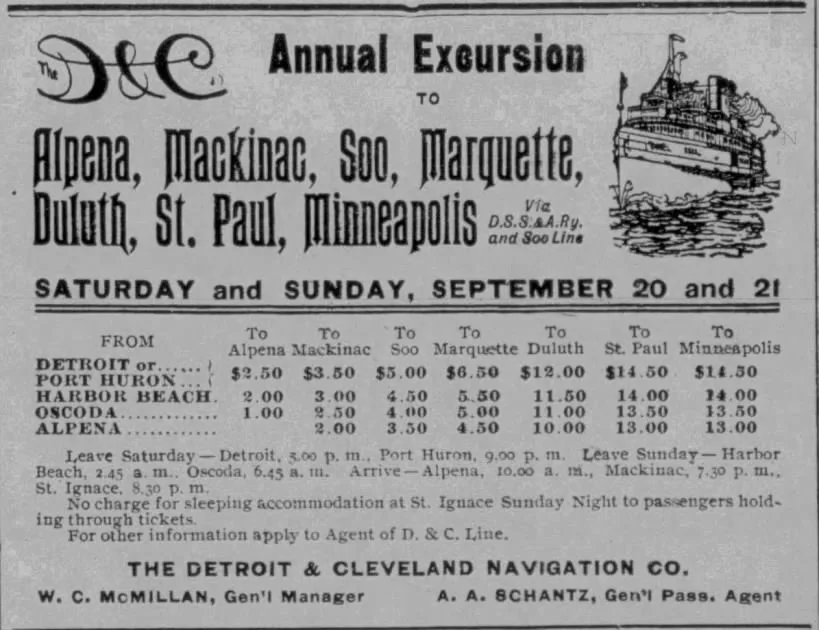 The D & C Annual Excursion
TO
Alpena, Mackinac, Soo, Marquette,
Duluth, St. Paul, Minneapolis Via
D.S.S.&A.Ry.
and Soo Line
SATURDAY and SUNDAY, SEPTEMBER 20 and 21
FROM To Alpena To Mackinac To Soo To Marquette To Duluth To St. Paul To Minneapolis
DETROIT or......
PORT HURON... $2.50 $3.50 $5.00 $6.50 $12.00 $14.50 $14.50
HARBOR BEACH. 2.00 3.00 4.50 5.50 11.50 14.00 14.00
OSCODA............ 1.00 2.50 4.00 5.00 11.00 13.50 13.50
ALPENA............ 2.00 3.50 4.50 10.00 13.00 13.00
Leave Saturday—Detroit, 5.00 p. m., Port Huron, 9.00 p. m. Leave Sunday—Harbor
Beach, 2.45 a. m., Oscoda, 6.45 a. m. Arrive—Alpena, 10.00 a. m., Mackinac, 7.30 p. m.,
St. Ignace, 8.30 p. m.
No charge for sleeping accommodation at St. Ignace Sunday Night to passengers hold-
ing through tickets.
For other information apply to Agent of D. & C. Line.
THE DETROIT & CLEVELAND NAVIGATION CO.
W. C. McMILLAN, Gen'l Manager A. A. SCHANTZ, Gen'l Pass. Agent